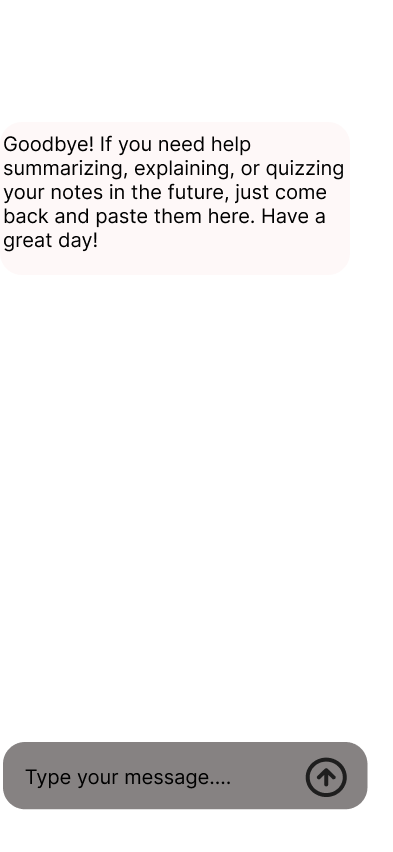 Goodbye! If you need help
summarizing, explaining, or quizzing
your notes in the future, just come
back and paste them here. Have a
great day!
Type your message....